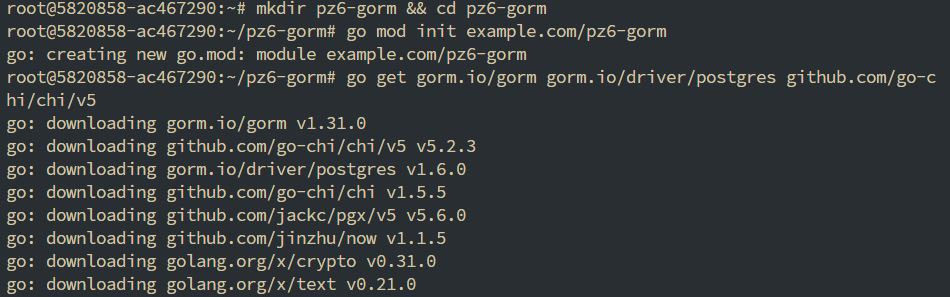 root@5820858-ac467290:~# mkdir pz6-gorm && cd pz6-gorm
root@5820858-ac467290:~/pz6-gorm# go mod init example.com/pz6-gorm
go: creating new go.mod: module example.com/pz6-gorm
root@5820858-ac467290:~/pz6-gorm# go get gorm.io/gorm gorm.io/driver/postgres github.com/go-c
hi/chi/v5
go: downloading gorm.io/gorm v1.31.0
go: downloading github.com/go-chi/chi/v5 v5.2.3
go: downloading gorm.io/driver/postgres v1.6.0
go: downloading github.com/go-chi/chi v1.5.5
go: downloading github.com/jackc/pgx/v5 v5.6.0
go: downloading github.com/jinzhu/now v1.1.5
go: downloading golang.org/x/crypto v0.31.0
go: downloading golang.org/x/text v0.21.0